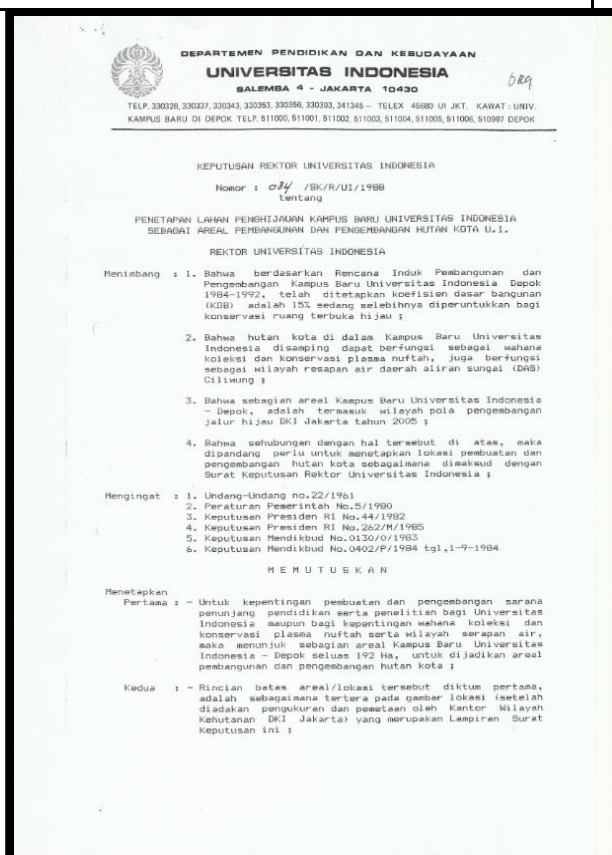 DEPARTEMEN PENDIDIKAN DAN KEBUDAYAAN
UNIVERSITAS INDONESIA
SALEMBA 4 - JAKARTA 10430
TELP. 330328, 330337, 330343, 330353, 330356, 330393, 341345 – TELEX 45680 UI JKT. KAWAT : UNIV.
KAMPUS BARU DI DEPOK TELP. 511000, 511001, 511002, 511003, 511004, 511005, 511006, 510997 DEPOK
KEPUTUSAN REKTOR UNIVERSITAS INDONESIA
Nomor : 084 /SK/R/UI/1988
tentang
PENETAPAN LAHAN PENGHIJAUAN KAMPUS BARU UNIVERSITAS INDONESIA
SEBAGAI AREAL PEMBANGUNAN DAN PENGEMBANGAN HUTAN KOTA U.I.
REKTOR UNIVERSITAS INDONESIA
Menimbang : 1. Bahwa berdasarkan Rencana Induk Pembangunan dan
Pengembangan Kampus Baru Universitas Indonesia Depok
1984-1992, telah ditetapkan koefisien dasar bangunan
(KDB) adalah 15% sedang selebihnya diperuntukkan bagi
konservasi ruang terbuka hijau ;
2. Bahwa hutan kota di dalam Kampus Baru Universitas
Indonesia disamping dapat berfungsi sebagai wahana
koleksi dan konservasi plasma nuftah, juga berfungsi
sebagai wilayah resapan air daerah aliran sungai (DAS)
Ciliwung ;
3. Bahwa sebagian areal Kampus Baru Universitas Indonesia
- Depok, adalah termasuk wilayah pola pengembangan
jalur hijau DKI Jakarta tahun 2005 ;
4. Bahwa sehubungan dengan hal tersebut di atas, maka
dipandang perlu untuk menetapkan lokasi pembuatan dan
pengembangan hutan kota sebagaimana dimaksud dengan
Surat Keputusan Rektor Universitas Indonesia ;
Mengingat : 1. Undang-Undang no.22/1961
2. Peraturan Pemerintah No.5/1980
3. Keputusan Presiden RI No.44/1982
4. Keputusan Presiden RI No.262/M/1985
5. Keputusan Mendikbud No.0130/O/1983
6. Keputusan Mendikbud No.0402/P/1984 tgl,1-9-1984
M E M U T U S K A N
Menetapkan
Pertama : - Untuk kepentingan pembuatan dan pengembangan sarana
penunjang pendidikan serta penelitian bagi Universitas
Indonesia maupun bagi kepentingan wahana koleksi dan
konservasi plasma nuftah serta wilayah serapan air,
maka menunjuk sebagian areal Kampus Baru Universitas
Indonesia - Depok seluas 192 Ha, untuk dijadikan areal
pembangunan dan pengembangan hutan kota ;
Kedua : - Rincian batas areal/lokasi tersebut diktum pertama,
adalah sebagaimana tertera pada gambar lokasi (setelah
diadakan pengukuran dan pemetaan oleh Kantor Wilayah
Kehutanan DKI Jakarta) yang merupakan Lampiran Surat
Keputusan ini ;